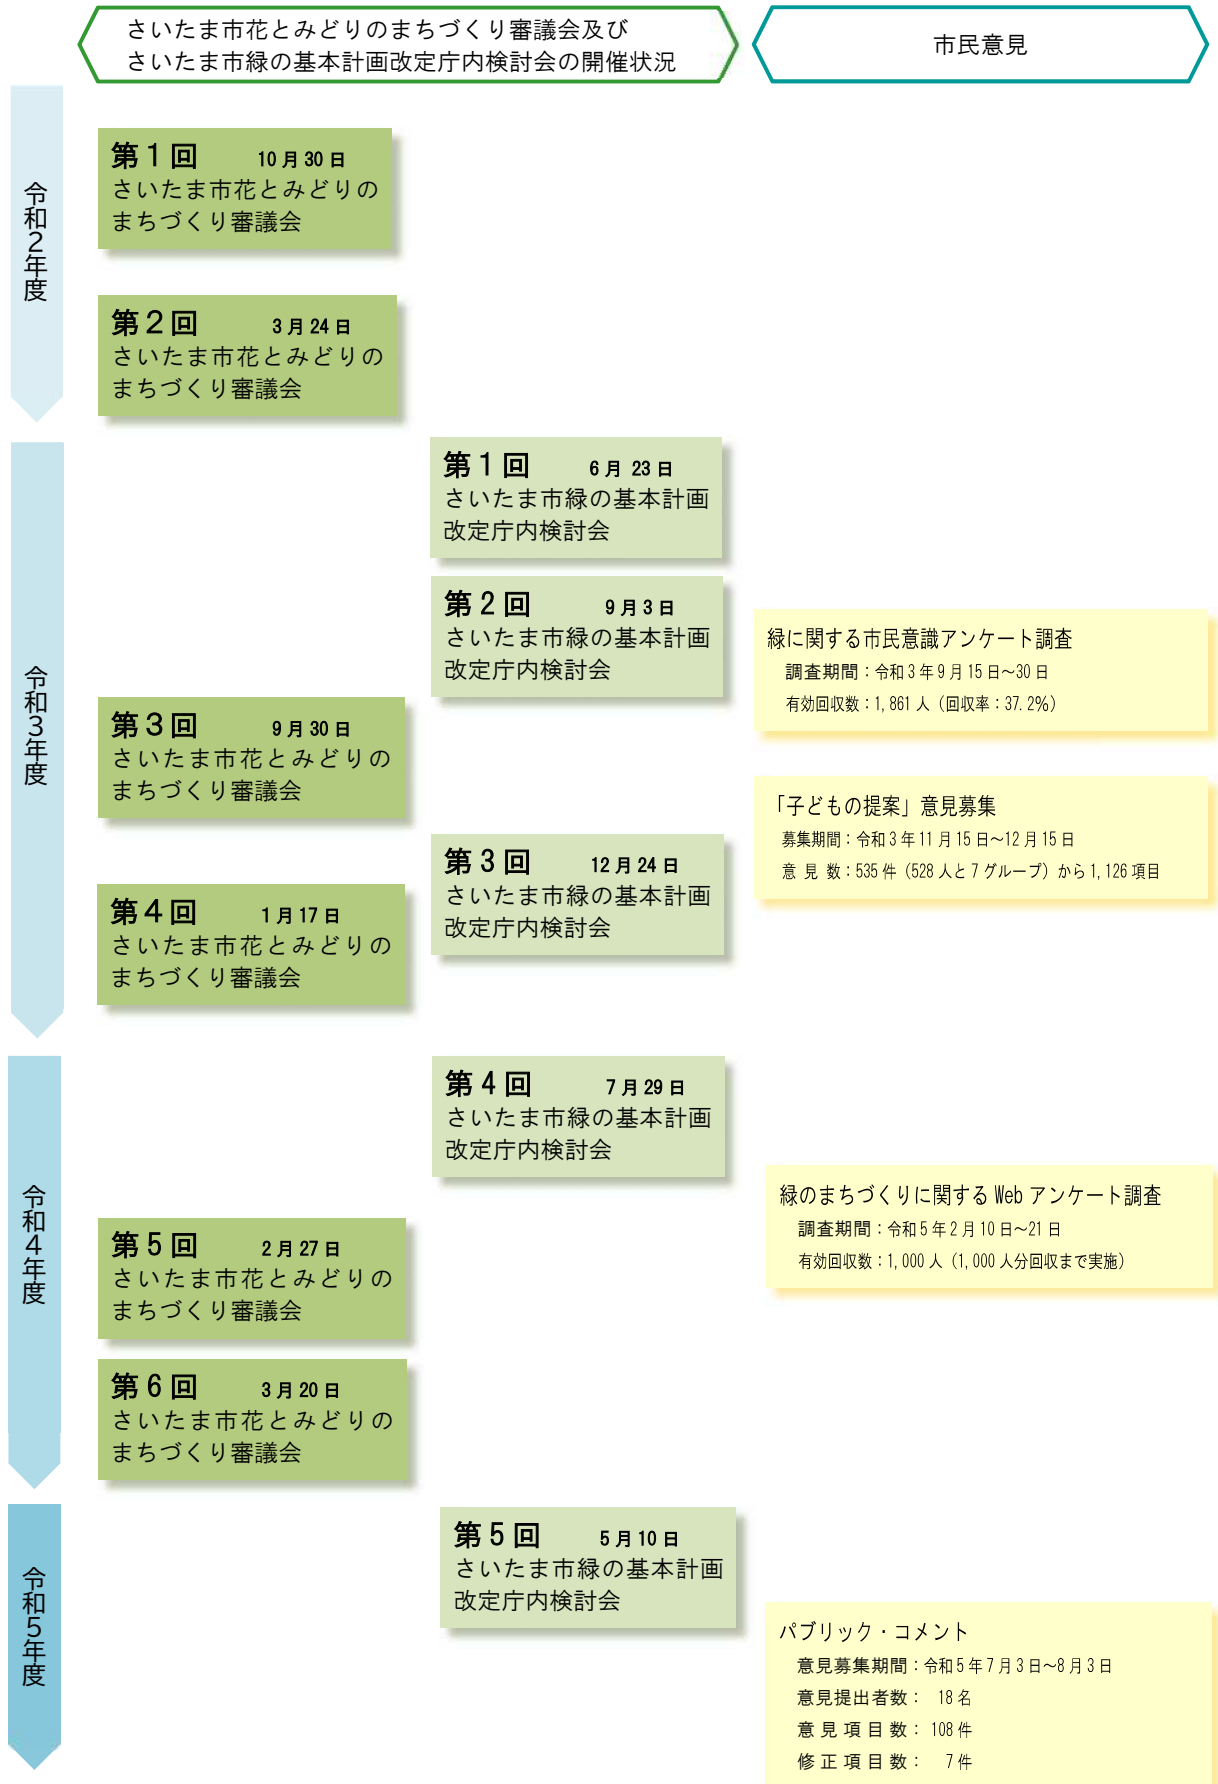 さいたま市花とみどりのまちづくり審議会及び
さいたま市緑の基本計画改定庁内検討会の開催状況
市民意見
令和2年度
第1回 10月30日
さいたま市花とみどりの
まちづくり審議会
第2回 3月24日
さいたま市花とみどりの
まちづくり審議会
令和3年度
第1回 6月23日
さいたま市緑の基本計画
改定庁内検討会
第2回 9月3日
さいたま市緑の基本計画
改定庁内検討会
緑に関する市民意識アンケート調査
調査期間：令和3年9月15日～30日
有効回収数：1,861人（回収率：37.2%）
第3回 9月30日
さいたま市花とみどりの
まちづくり審議会
「子どもの提案」意見募集
募集期間：令和3年11月15日～12月15日
意見数：535件（528人と7グループ）から1,126項目
第3回 12月24日
さいたま市緑の基本計画
改定庁内検討会
第4回 1月17日
さいたま市花とみどりの
まちづくり審議会
令和4年度
第4回 7月29日
さいたま市緑の基本計画
改定庁内検討会
緑のまちづくりに関するWebアンケート調査
調査期間：令和5年2月10日～21日
有効回収数：1,000人（1,000人分回収まで実施）
第5回 2月27日
さいたま市花とみどりの
まちづくり審議会
第6回 3月20日
さいたま市花とみどりの
まちづくり審議会
令和5年度
第5回 5月10日
さいたま市緑の基本計画
改定庁内検討会
パブリック・コメント
意見募集期間：令和5年7月3日～8月3日
意見提出者数： 18名
意見項目数：108件
修正項目数： 7件